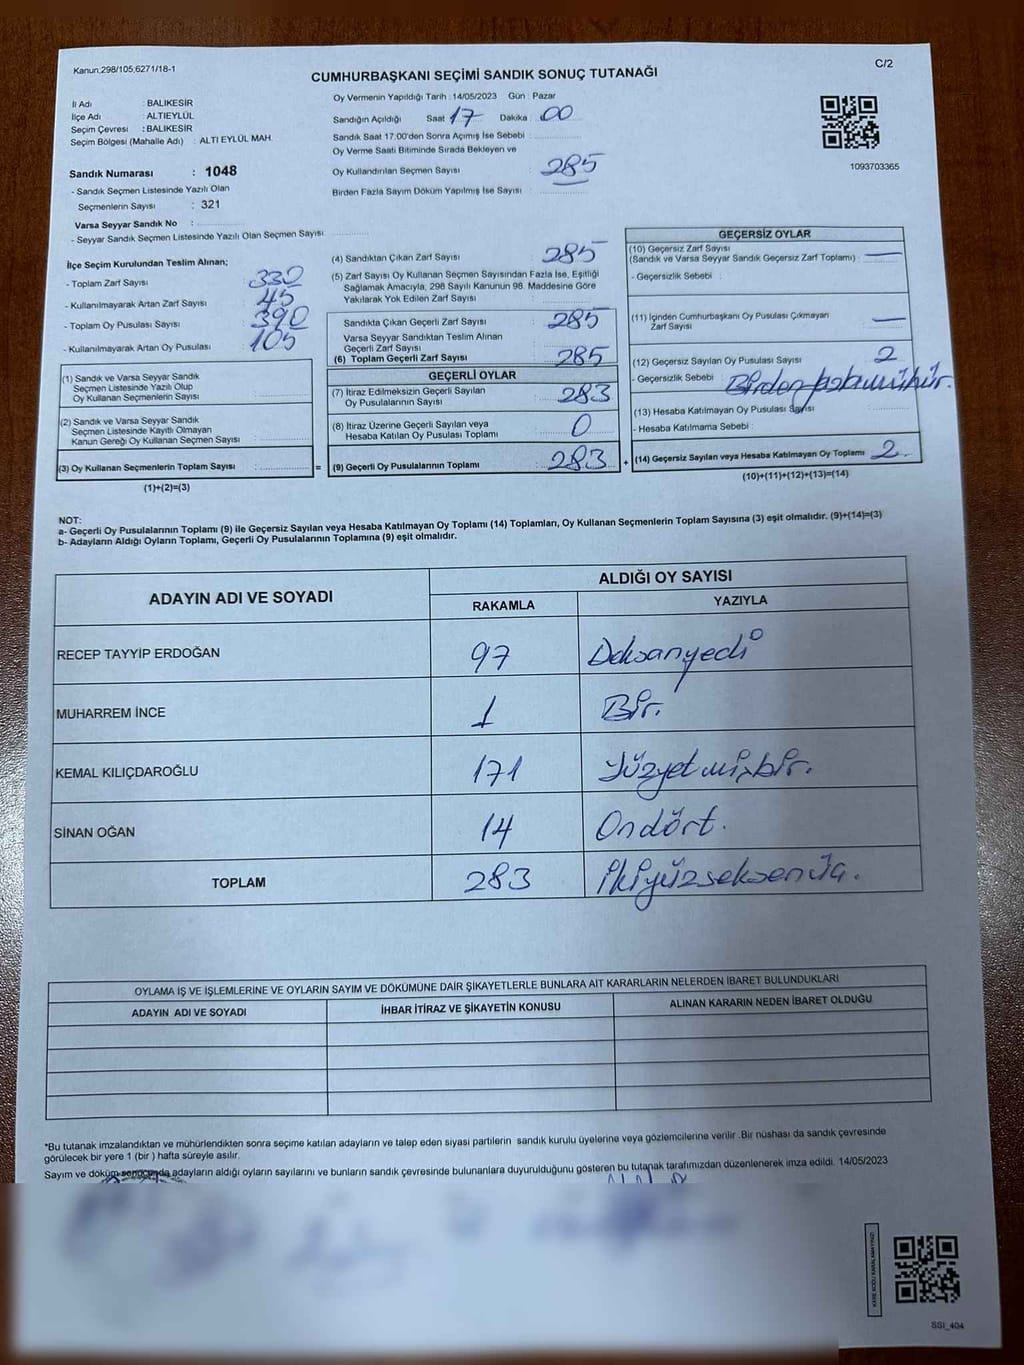 Kanun,298/105,6271/18-1
C/2
CUMHURBAŞKANI SEÇİMİ SANDIK SONUÇ TUTANAĞI
İl Adı : BALIKESİR
İlçe Adı : ALTIEYLÜL
Seçim Çevresi : BALIKESİR
Seçim Bölgesi (Mahalle Adı) : ALTI EYLÜL MAH.
Sandık Numarası : 1048
- Sandık Seçmen Listesinde Yazılı Olan
Seçmenlerin Sayısı : 321
Varsa Seyyar Sandık No :
- Seyyar Sandık Seçmen Listesinde Yazılı Olan Seçmen Sayısı
Oy Vermenin Yapıldığı Tarih : 14/05/2023 Gün : Pazar
Sandığın Açıldığı Saat 17 Dakika : 00
Sandık Saat 17.00'den Sonra Açımış İse Sebebi :
Oy Verme Saati Bitiminde Sırada Bekleyen ve
Oy Kullandırılan Seçmen Sayısı : 285
Birden Fazla Sayım Döküm Yapılmış İse Sayısı :
1093703365
İlçe Seçim Kurulundan Teslim Alınan;
- Toplam Zarf Sayısı : 330
- Kullanılmayarak Artan Zarf Sayısı : 45
- Toplam Oy Pusulası Sayısı : 390
- Kullanılmayarak Artan Oy Pusulası : 105
(1) Sandık ve Varsa Seyyar Sandık
Seçmen Listesinde Yazılı Olup
Oy Kullanan Seçmenlerin Sayısı :
(2) Sandık ve Varsa Seyyar Sandık
Seçmen Listesinde Kayıtlı Olmayan
Kanun Gereği Oy Kullanan Seçmen Sayısı :
(3) Oy Kullanan Seçmenlerin Toplam Sayısı : =
(1)+(2)=(3)
(4) Sandıktan Çıkan Zarf Sayısı : 285
(5) Zarf Sayısı Oy Kullanan Seçmen Sayısından Fazla İse, Eşitliği
Sağlamak Amacıyla, 298 Sayılı Kanunun 98. Maddesine Göre
Yakılarak Yok Edilen Zarf Sayısı :
Sandıkta Çıkan Geçerli Zarf Sayısı : 285
Varsa Seyyar Sandıktan Teslim Alınan
Geçerli Zarf Sayısı :
(6) Toplam Geçerli Zarf Sayısı : 285
GEÇERLİ OYLAR
(7) İtiraz Edilmeksizin Geçerli Sayılan
Oy Pusulalarının Sayısı : 283
(8) İtiraz Üzerine Geçerli Sayılan veya
Hesaba Katılan Oy Pusulası Toplamı : 0
(9) Geçerli Oy Pusulalarının Toplamı : 283 +
GEÇERSİZ OYLAR
(10) Geçersiz Zarf Sayısı
(Sandık ve Varsa Seyyar Sandık Geçersiz Zarf Toplamı) : —
- Geçersizlik Sebebi :
(11) İçinden Cumhurbaşkanı Oy Pusulası Çıkmayan
Zarf Sayısı : —
(12) Geçersiz Sayılan Oy Pusulası Sayısı : 2
- Geçersizlik Sebebi : Birden fazla mühür.
(13) Hesaba Katılmayan Oy Pusulası Sayısı :
- Hesaba Katılmama Sebebi :
(14) Geçersiz Sayılan veya Hesaba Katılmayan Oy Toplamı 2.
(10)+(11)+(12)+(13)=(14)
NOT:
a- Geçerli Oy Pusulalarının Toplamı (9) ile Geçersiz Sayılan veya Hesaba Katılmayan Oy Toplamı (14) Toplamları, Oy Kullanan Seçmenlerin Toplam Sayısına (3) eşit olmalıdır. (9)+(14)=(3)
b- Adayların Aldığı Oyların Toplamı, Geçerli Oy Pusulalarının Toplamına (9) eşit olmalıdır.
ADAYIN ADI VE SOYADI
ALDIĞI OY SAYISI
RAKAMLA YAZIYLA
RECEP TAYYİP ERDOĞAN 97 Doksanyedi
MUHARREM İNCE 1 Bir.
KEMAL KILIÇDAROĞLU 171 Yüzyetmişbir.
SİNAN OĞAN 14 Ondört.
TOPLAM 283 İkiyüzseksenüç.
OYLAMA İŞ VE İŞLEMLERİNE VE OYLARIN SAYIM VE DÖKÜMÜNE DAİR ŞİKAYETLERLE BUNLARA AİT KARARLARIN NELERDEN İBARET BULUNDUKLARI
ADAYIN ADI VE SOYADI İHBAR İTİRAZ VE ŞİKAYETİN KONUSU ALINAN KARARIN NEDEN İBARET OLDUĞU
*Bu tutanak imzalandıktan ve mühürlendikten sonra seçime katılan adayların ve talep eden siyasi partilerin sandık kurulu üyelerine veya gözlemcilerine verilir .Bir nüshası da sandık çevresinde
görülecek bir yere 1 (bir ) hafta süreyle asılır.
Sayım ve döküm sonucunda adayların aldığı oyların sayılarını ve bunların sandık çevresinde bulunanlara duyurulduğunu gösteren bu tutanak tarafımızdan düzenlenerek imza edildi. 14/05/2023
KARE KODU KARALAMAYINIZ!
SSI_404